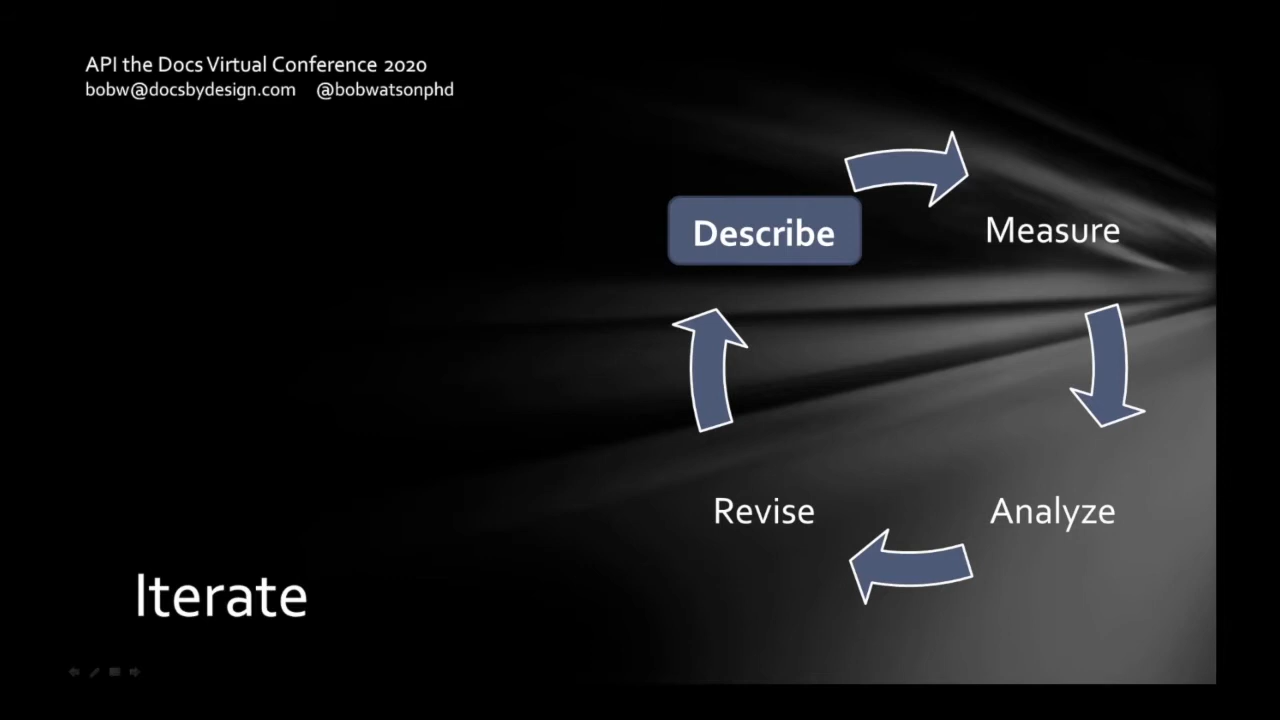 API the Docs Virtual Conference 2020
bobw@docsbydesign.com @bobwatsonphd
Describe
Measure
Revise
Analyze
Iterate